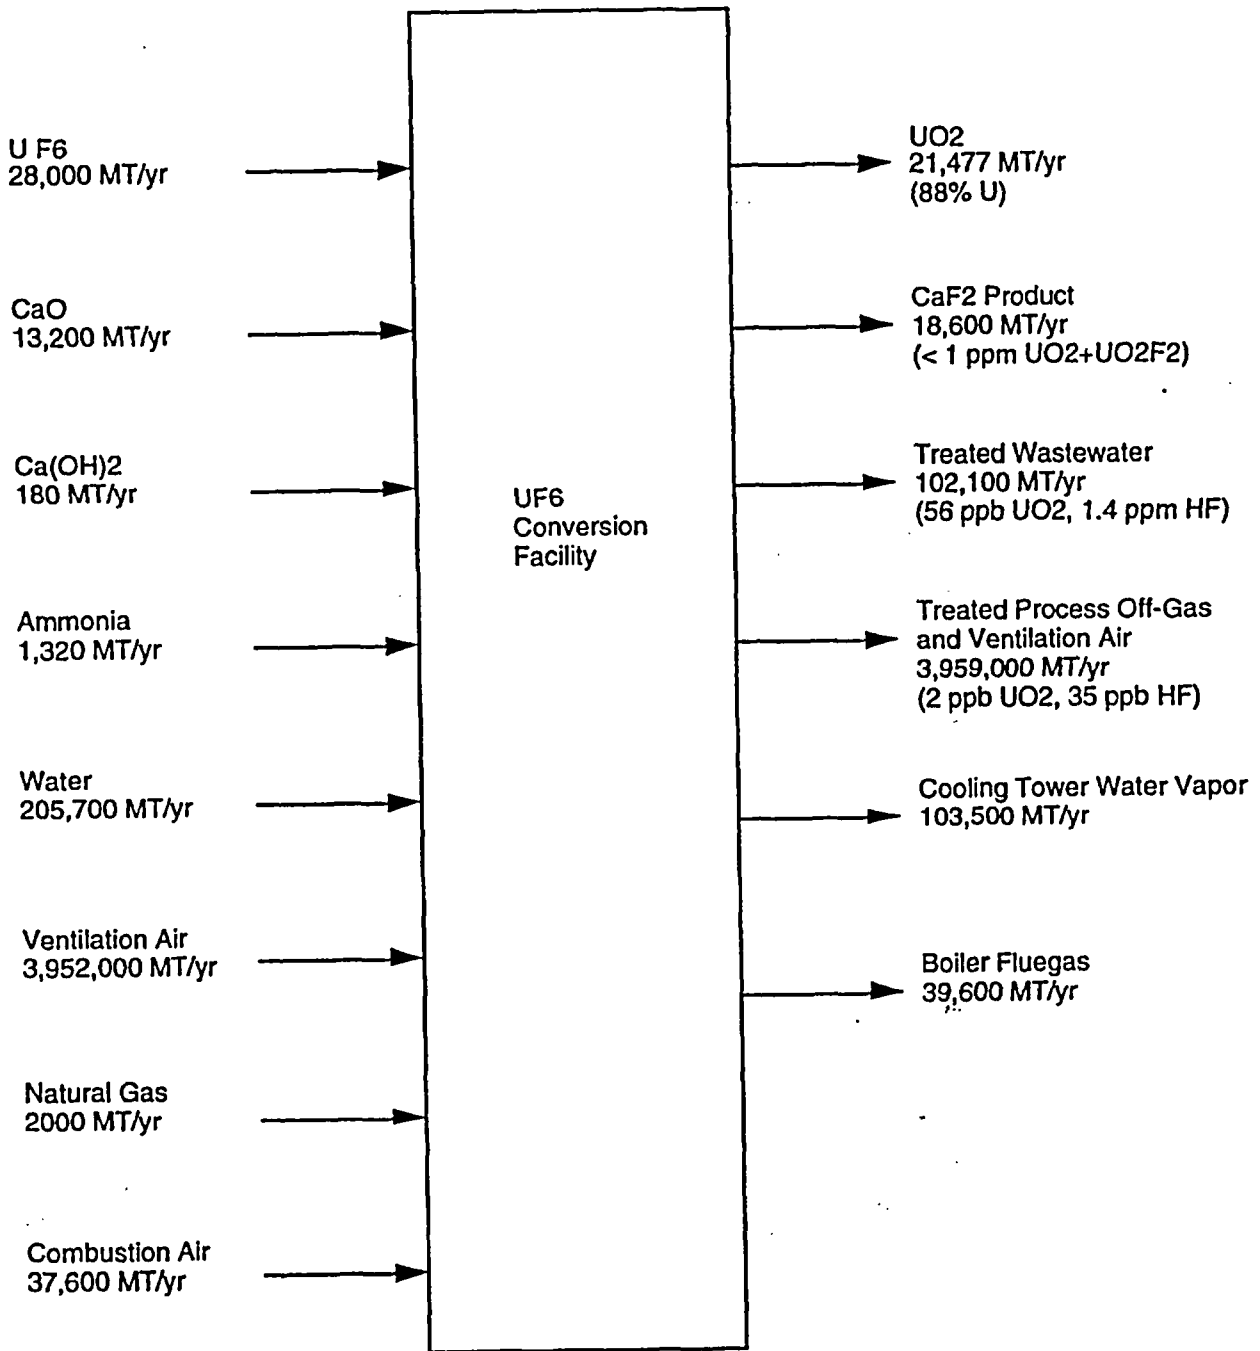 U F6
28,000 MT/yr
CaO
13,200 MT/yr
Ca(OH)2
180 MT/yr
Ammonia
1,320 MT/yr
Water
205,700 MT/yr
Ventilation Air
3,952,000 MT/yr
Natural Gas
2000 MT/yr
Combustion Air
37,600 MT/yr
UF6
Conversion
Facility
UO2
21,477 MT/yr
(88% U)
CaF2 Product
18,600 MT/yr
(< 1 ppm UO2+UO2F2)
Treated Wastewater
102,100 MT/yr
(56 ppb UO2, 1.4 ppm HF)
Treated Process Off-Gas
and Ventilation Air
3,959,000 MT/yr
(2 ppb UO2, 35 ppb HF)
Cooling Tower Water Vapor
103,500 MT/yr
Boiler Fluegas
39,600 MT/yr